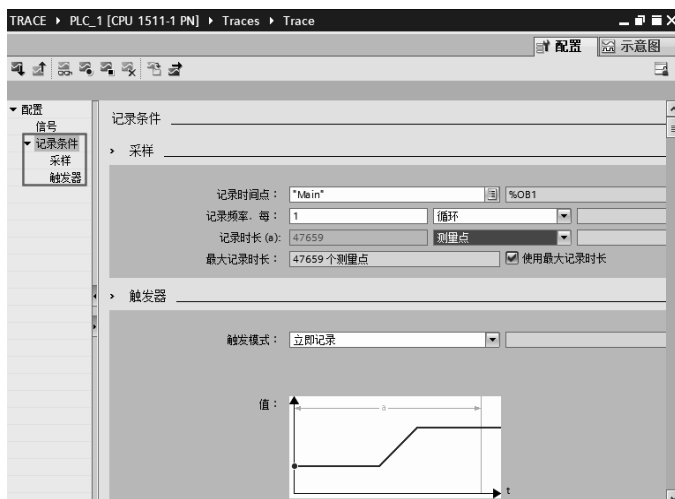 TRACE ▸ PLC_1 [CPU 1511-1 PN] ▸ Traces ▸ Trace
配置 示意图
配置
信号
记录条件
采样
触发器
记录条件
采样
记录时间点： "Main" %OB1
记录频率．每： 1 循环
记录时长 (a): 47659 测量点
最大记录时长： 47659 个测量点 使用最大记录时长
触发器
触发模式： 立即记录
值：
a
t